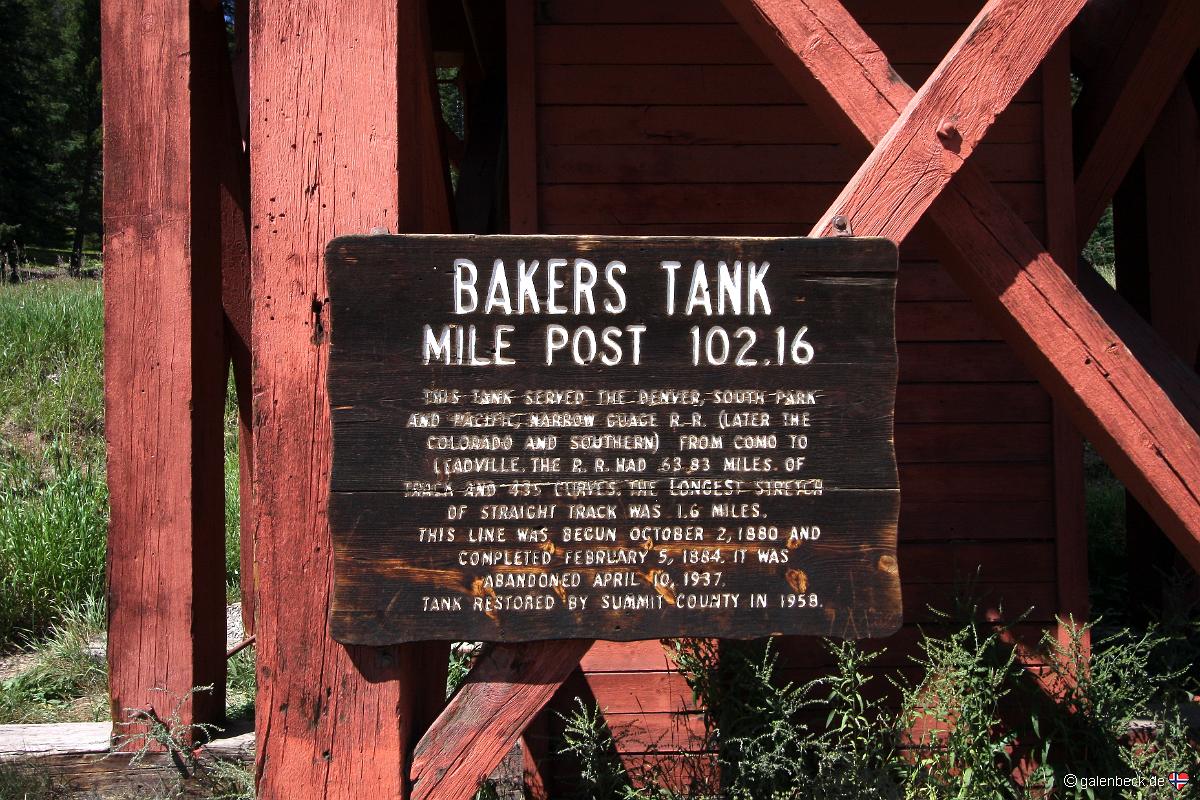 BAKERS TANK
MILE POST 102.16
THIS TANK SERVED THE DENVER, SOUTH PARK
AND PACIFIC, NARROW GUAGE R.R. (LATER THE
COLORADO AND SOUTHERN) FROM COMO TO
LEADVILLE. THE R.R. HAD 63.83 MILES OF
TRACK AND 435 CURVES. THE LONGEST STRETCH
OF STRAIGHT TRACK WAS 1.6 MILES.
THIS LINE WAS BEGUN OCTOBER 2, 1880 AND
COMPLETED FEBRUARY 5, 1884. IT WAS
ABANDONED APRIL 10, 1937.
TANK RESTORED BY SUMMIT COUNTY IN 1958.
© galenbeck.de